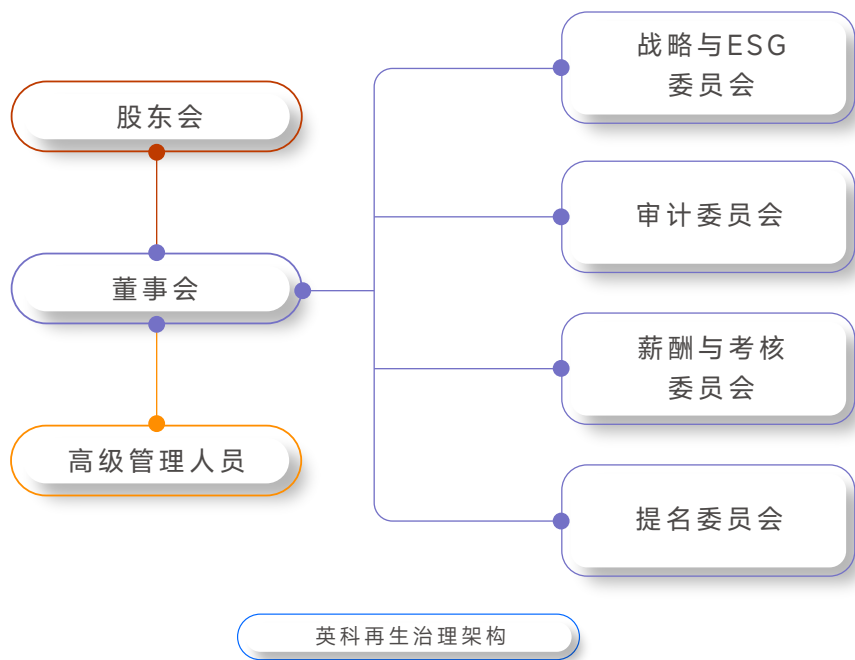 股东会
董事会
高级管理人员
战略与ESG
委员会
审计委员会
薪酬与考核
委员会
提名委员会
英科再生治理架构